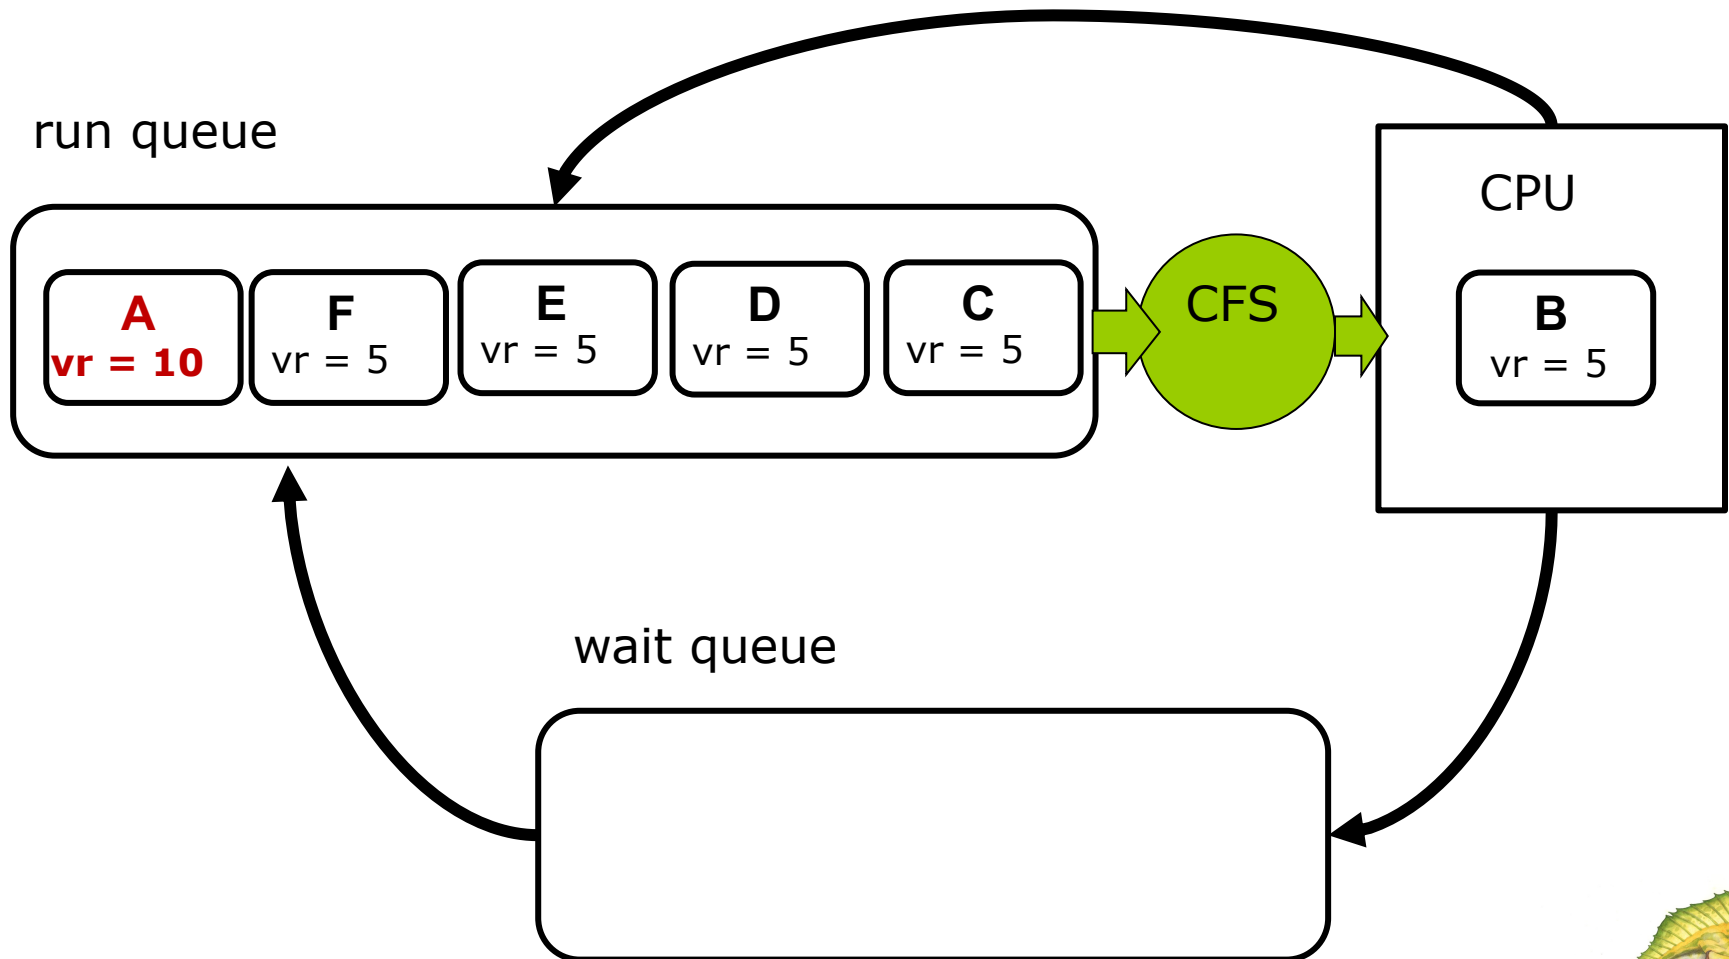 run queue
CPU
A
vr = 10
F
vr = 5
E
vr = 5
D
vr = 5
C
vr = 5
CFS
B
vr = 5
wait queue